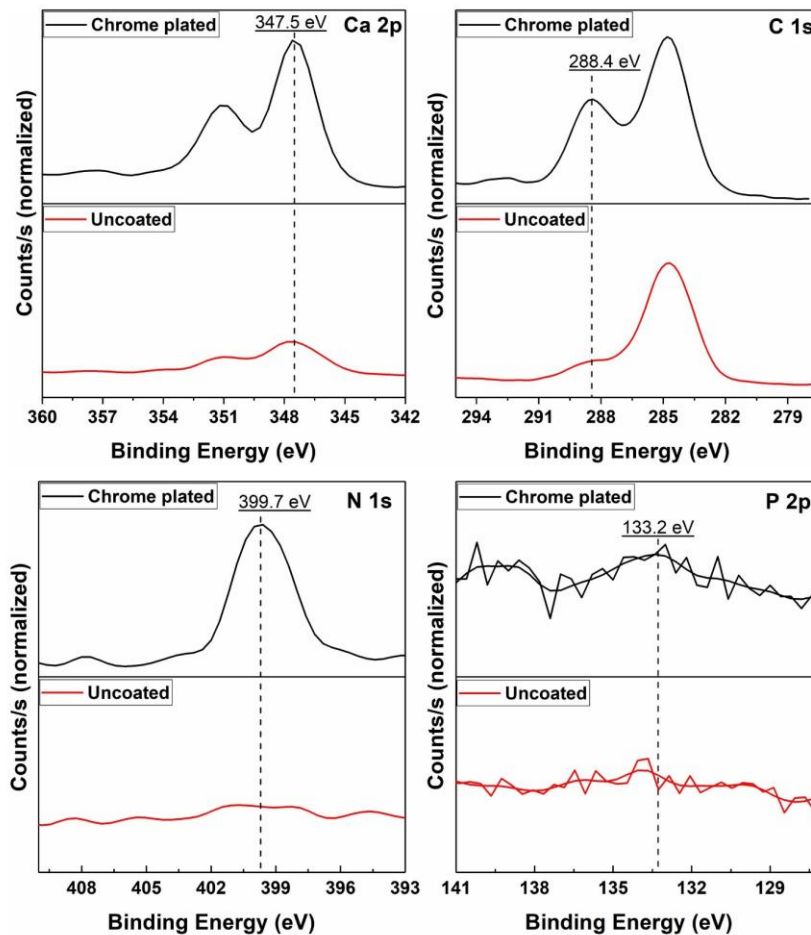 Chrome plated
347.5 eV
Ca 2p
Uncoated
Counts/s (normalized)
360 357 354 351 348 345 342
Binding Energy (eV)
Chrome plated
288.4 eV
C 1s
Uncoated
Counts/s (normalized)
294 291 288 285 282 279
Binding Energy (eV)
Chrome plated
399.7 eV
N 1s
Uncoated
Counts/s (normalized)
408 405 402 399 396 393
Binding Energy (eV)
Chrome plated
133.2 eV
P 2p
Uncoated
Counts/s (normalized)
141 138 135 132 129
Binding Energy (eV)